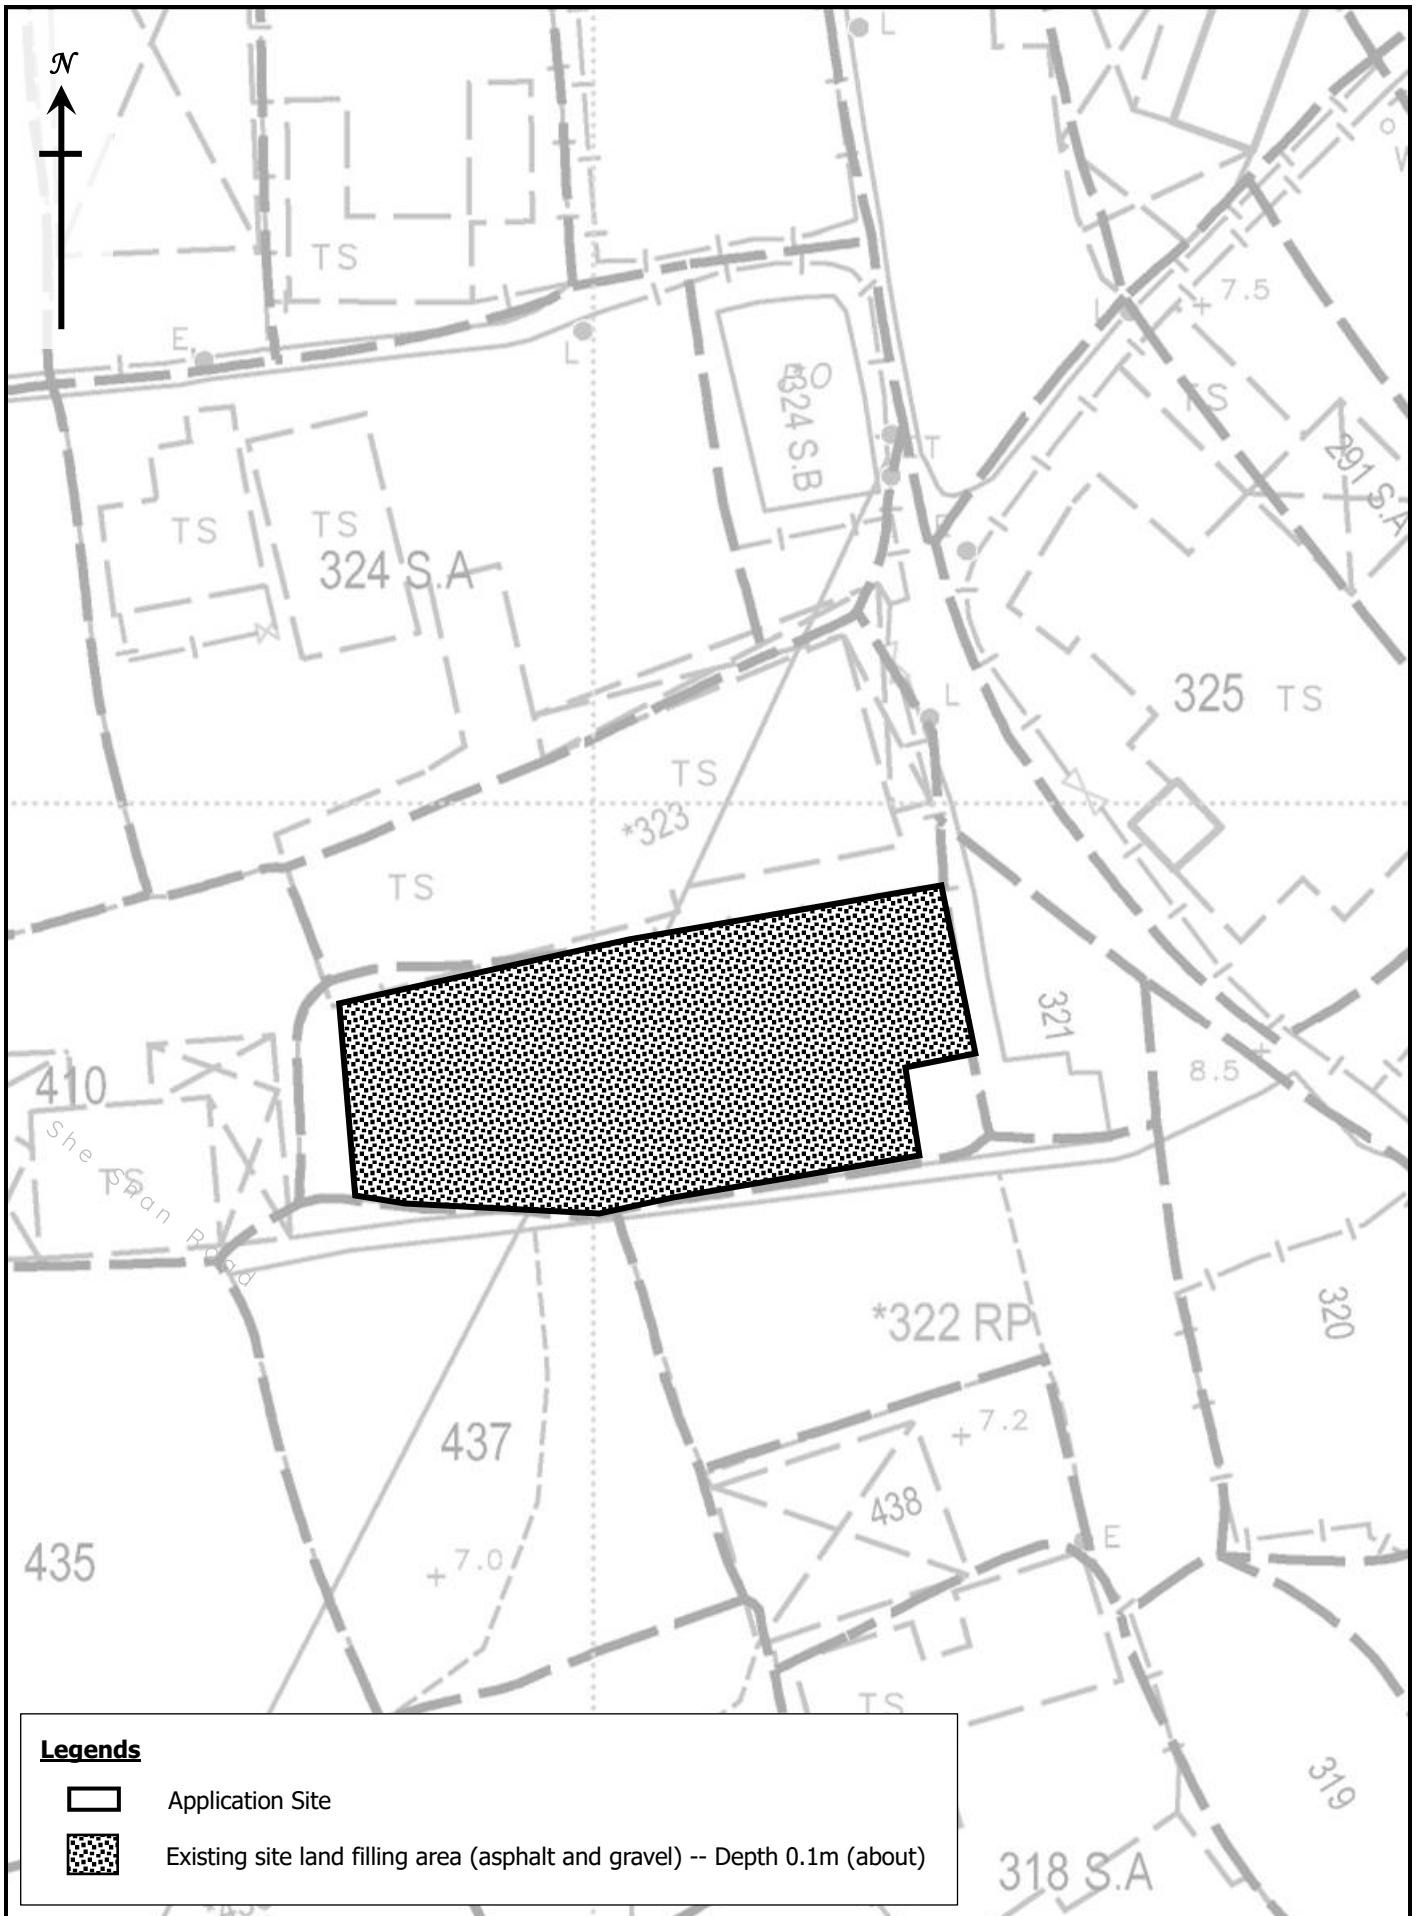 L
N
TS
7.5
E
L
TS
324 S.B
T
291 S.A
TS
TS
324 S.A
E
325 TS
L
TS
*323
TS
321
8.5
410
TS
She Shan Road
*322 RP
320
7.2
437
438
E
435
7.0
TS
319
Legends
Application Site
Existing site land filling area (asphalt and gravel) -- Depth 0.1m (about)
318 S.A